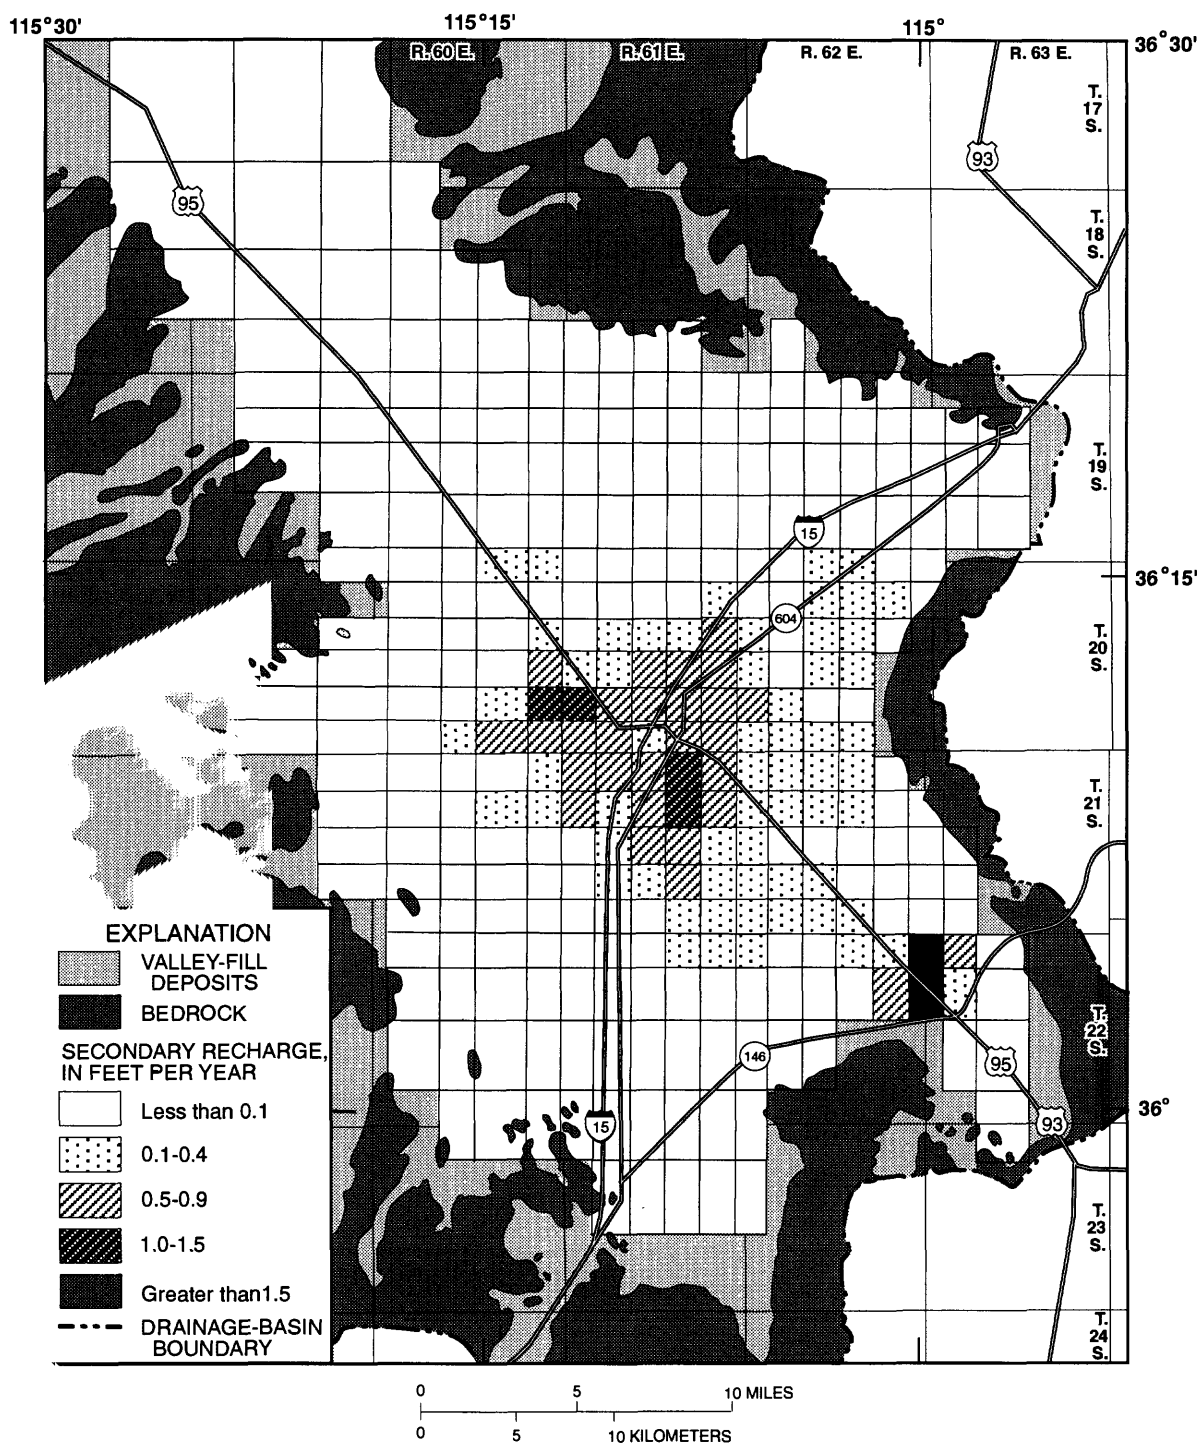 115°30'
115°15'
115°
36°30'
R. 60 E.
R. 61 E.
R. 62 E.
R. 63 E.
T.
17
S.
93
95
T.
18
S.
T.
19
S.
15
36°15'
604
T.
20
S.
T.
21
S.
EXPLANATION
VALLEY-FILL
DEPOSITS
BEDROCK
SECONDARY RECHARGE,
IN FEET PER YEAR
Less than 0.1
0.1-0.4
0.5-0.9
1.0-1.5
Greater than1.5
DRAINAGE-BASIN
BOUNDARY
T.
22
S.
146
95
36°
93
15
T.
23
S.
T.
24
S.
0 5 10 MILES
0 5 10 KILOMETERS